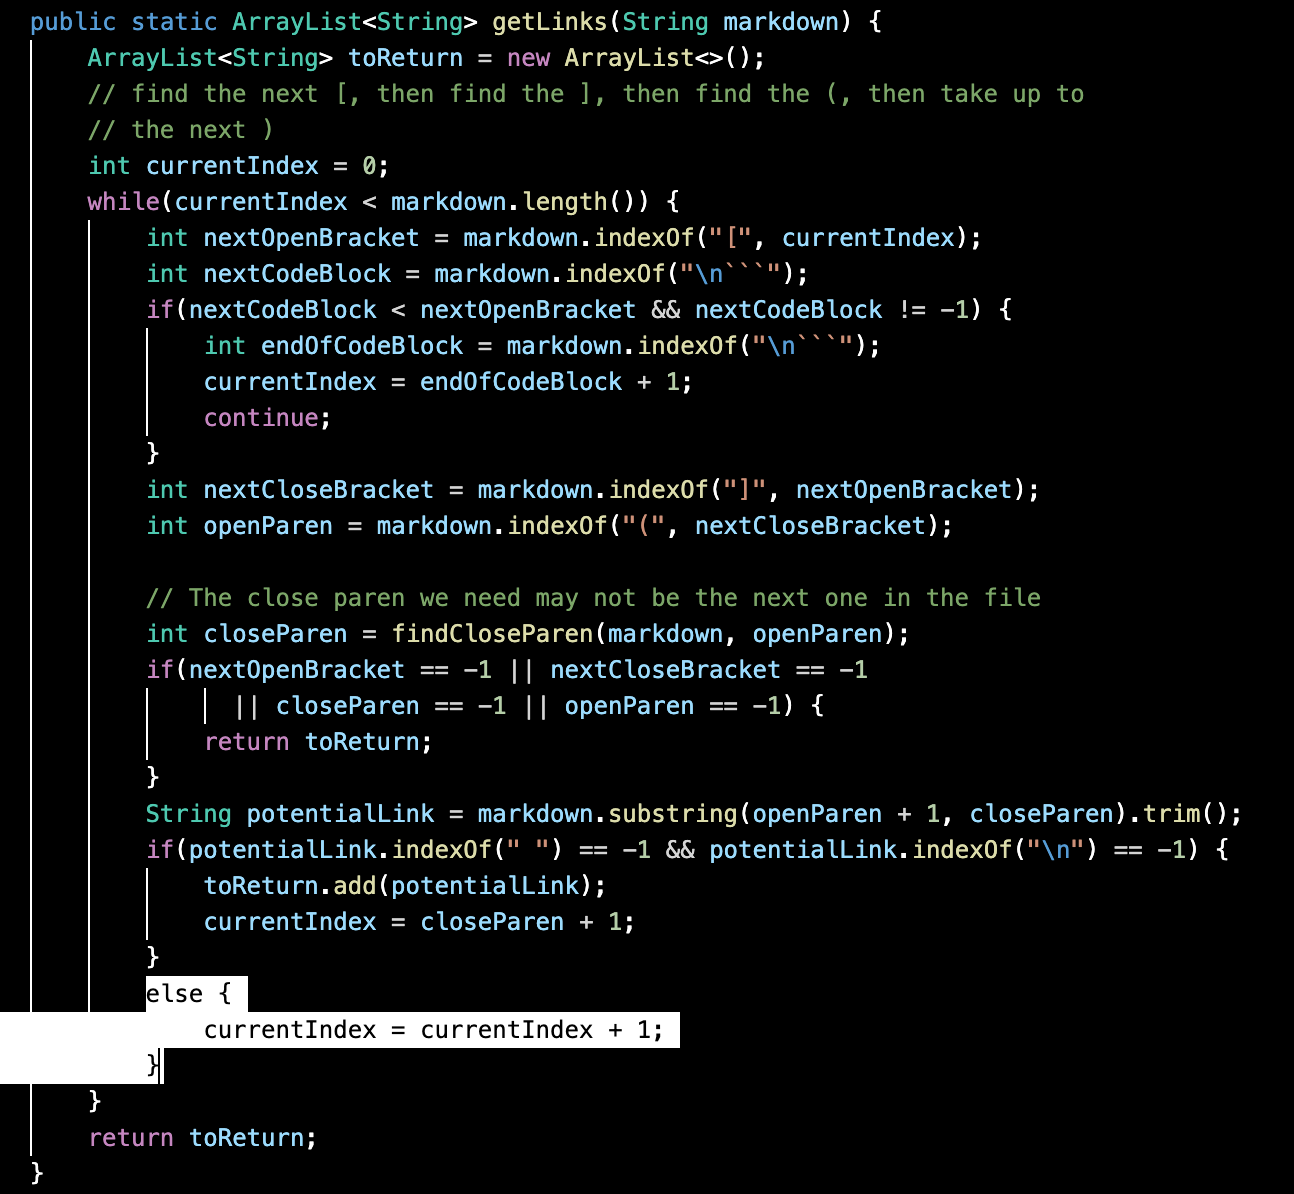 public static ArrayList<String> getLinks(String markdown) {
    ArrayList<String> toReturn = new ArrayList<>();
    // find the next [, then find the ], then find the (, then take up to
    // the next )
    int currentIndex = 0;
    while(currentIndex < markdown.length()) {
        int nextOpenBracket = markdown.indexOf("[", currentIndex);
        int nextCodeBlock = markdown.indexOf("\n```");
        if(nextCodeBlock < nextOpenBracket && nextCodeBlock != -1) {
            int endOfCodeBlock = markdown.indexOf("\n```");
            currentIndex = endOfCodeBlock + 1;
            continue;
        }
        int nextCloseBracket = markdown.indexOf("]", nextOpenBracket);
        int openParen = markdown.indexOf("(", nextCloseBracket);

        // The close paren we need may not be the next one in the file
        int closeParen = findCloseParen(markdown, openParen);
        if(nextOpenBracket == -1 || nextCloseBracket == -1
              || closeParen == -1 || openParen == -1) {
            return toReturn;
        }
        String potentialLink = markdown.substring(openParen + 1, closeParen).trim();
        if(potentialLink.indexOf(" ") == -1 && potentialLink.indexOf("\n") == -1) {
            toReturn.add(potentialLink);
            currentIndex = closeParen + 1;
        }
        else {
            currentIndex = currentIndex + 1;
        }
    }
    return toReturn;
}